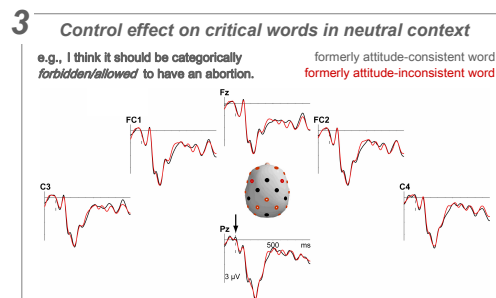 3 Control effect on critical words in neutral context
e.g., I think it should be categorically
forbidden/allowed to have an abortion.
formerly attitude-consistent word
formerly attitude-inconsistent word
Fz
FC1
FC2
C3
C4
Pz
500 ms
3 µV